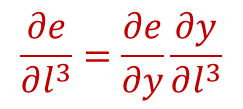 ∂e/∂l³ = ∂e/∂y ∂y/∂l³